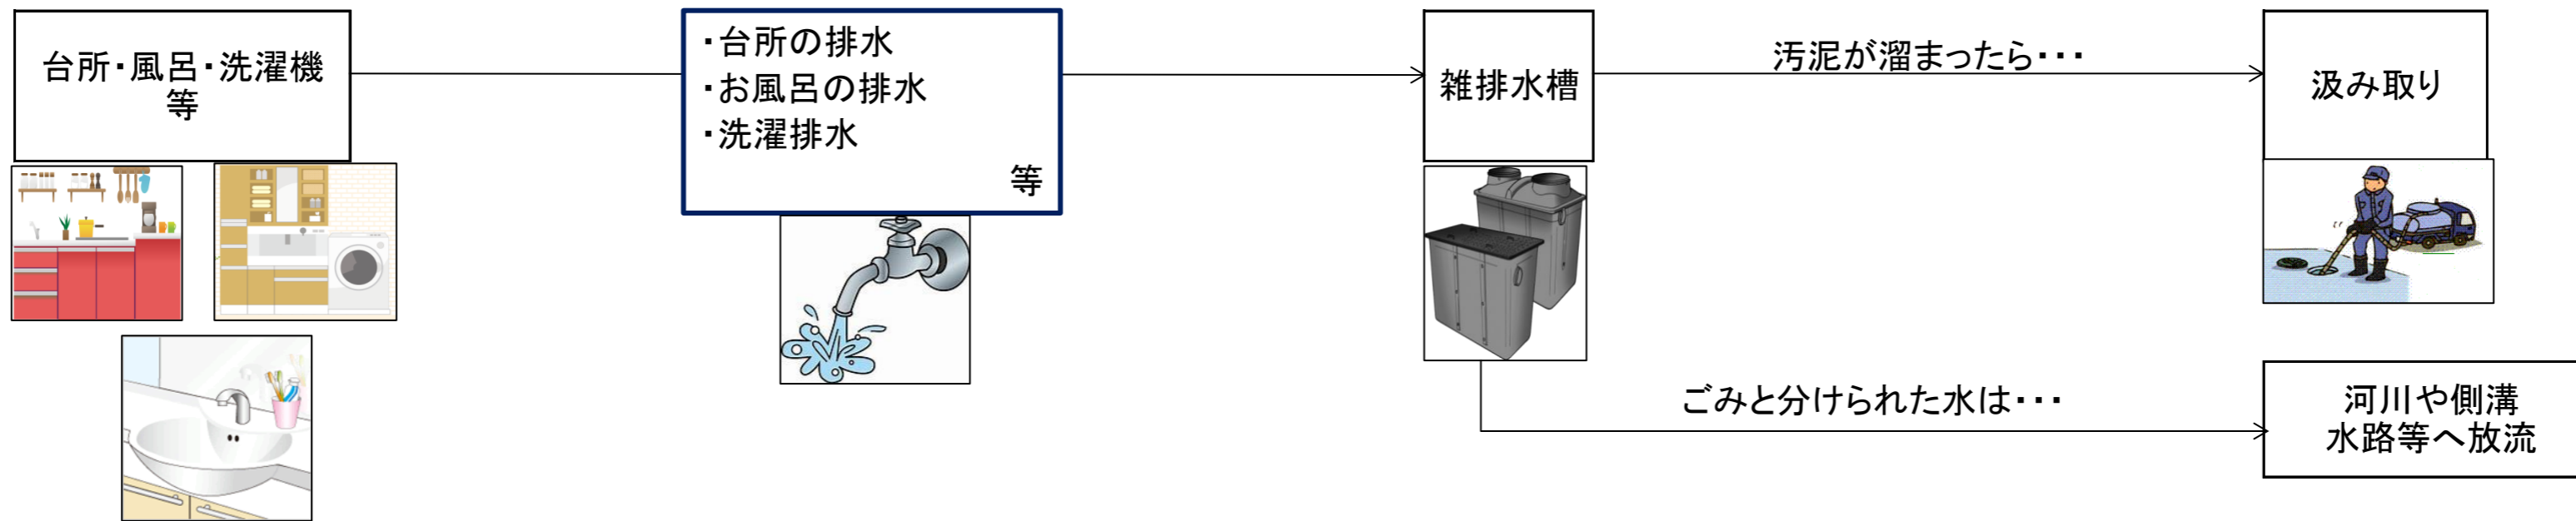 台所・風呂・洗濯機
等
・台所の排水
・お風呂の排水
・洗濯排水
等
雑排水槽
汚泥が溜まったら・・・
汲み取り
ごみと分けられた水は・・・
河川や側溝
水路等へ放流